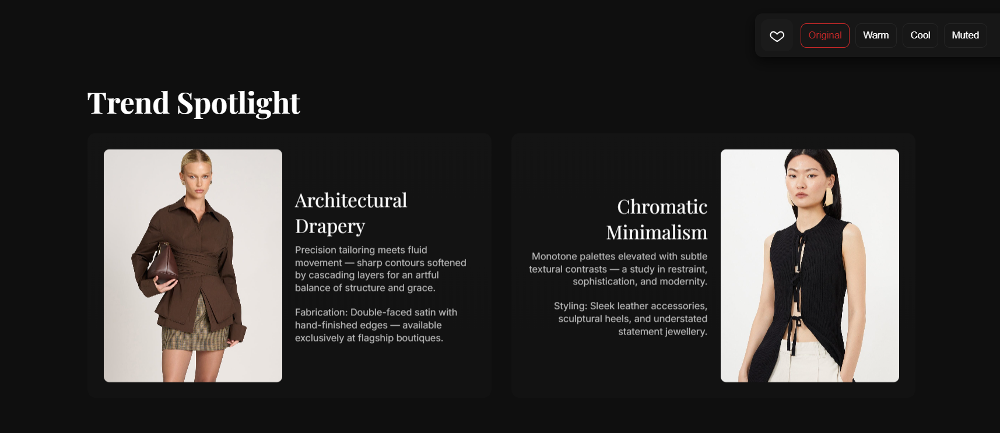 Original Warm Cool Muted
Trend Spotlight
Architectural
Drapery
Precision tailoring meets fluid
movement — sharp contours softened
by cascading layers for an artful
balance of structure and grace.
Fabrication: Double-faced satin with
hand-finished edges — available
exclusively at flagship boutiques.
Chromatic
Minimalism
Monotone palettes elevated with subtle
textural contrasts — a study in restraint,
sophistication, and modernity.
Styling: Sleek leather accessories,
sculptural heels, and understated
statement jewellery.